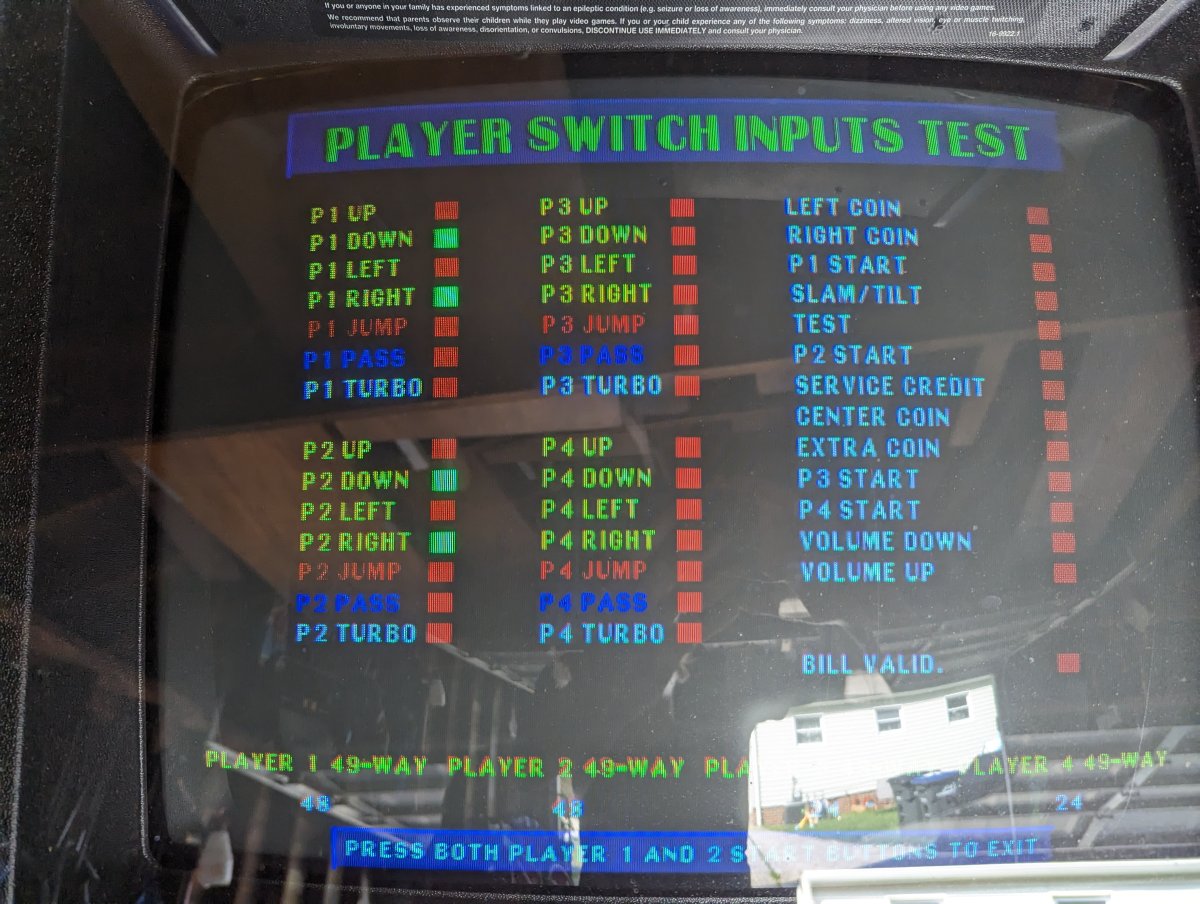 If you or anyone in your family has experienced symptoms linked to an epileptic condition (e.g. seizure or loss of awareness), immediately consult your physician before using any video games.
We recommend that parents observe their children while they play video games. If you or your child experience any of the following symptoms: dizziness, altered vision, eye or muscle twitching,
involuntary movements, loss of awareness, disorientation, or convulsions, DISCONTINUE USE IMMEDIATELY and consult your physician.
PLAYER SWITCH INPUTS TEST
P1 UP
P1 DOWN
P1 LEFT
P1 RIGHT
P1 JUMP
P1 PASS
P1 TURBO
P2 UP
P2 DOWN
P2 LEFT
P2 RIGHT
P2 JUMP
P2 PASS
P2 TURBO
P3 UP
P3 DOWN
P3 LEFT
P3 RIGHT
P3 JUMP
P3 PASS
P3 TURBO
P4 UP
P4 DOWN
P4 LEFT
P4 RIGHT
P4 JUMP
P4 PASS
P4 TURBO
LEFT COIN
RIGHT COIN
P1 START
SLAM/TILT
TEST
P2 START
SERVICE CREDIT
CENTER COIN
EXTRA COIN
P3 START
P4 START
VOLUME DOWN
VOLUME UP
BILL VALID.
PLAYER 1 49-WAY PLAYER 2 49-WAY PLAYER 4 49-WAY
48 48 24
PRESS BOTH PLAYER 1 AND 2 START BUTTONS TO EXIT